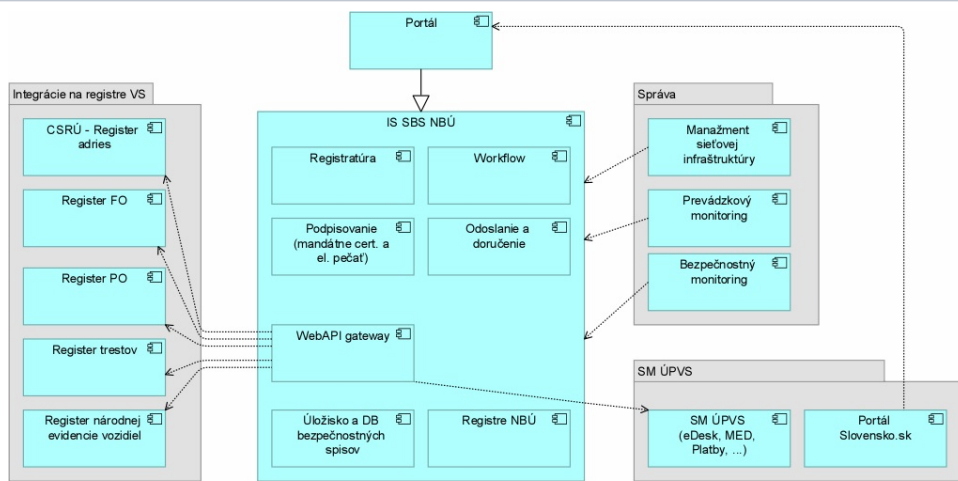 Portál
Integrácie na registre VS
CSRÚ - Register
adries
Register FO
Register PO
Register trestov
Register národnej
evidencie vozidiel
IS SBS NBÚ
Registratúra
Workflow
Podpisovanie
(mandátne cert. a
el. pečať)
Odoslanie a
doručenie
WebAPI gateway
Úložisko a DB
bezpečnostných
spisov
Registre NBÚ
Správa
Manažment
sieťovej
infraštruktúry
Prevádzkový
monitoring
Bezpečnostný
monitoring
SM ÚPVS
SM ÚPVS
(eDesk, MED,
Platby, ...)
Portál
Slovensko.sk